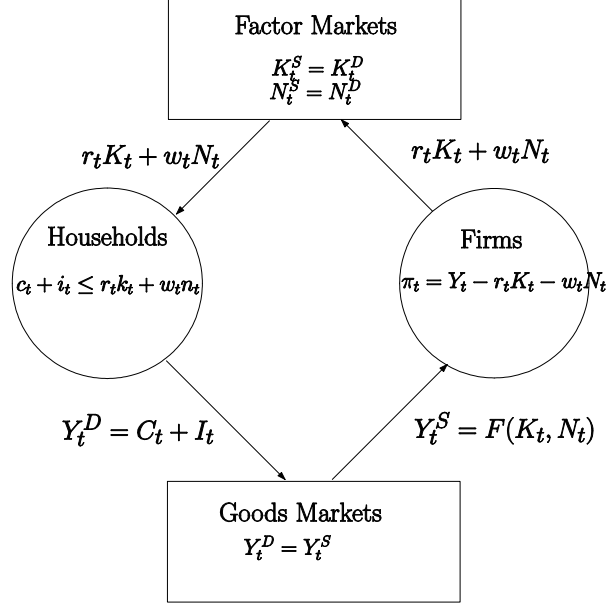 Factor Markets
K_t^S = K_t^D
N_t^S = N_t^D
r_tK_t + w_tN_t
r_tK_t + w_tN_t
Households
c_t + i_t ≤ r_tk_t + w_tn_t
Firms
π_t = Y_t − r_tK_t − w_tN_t
Y_t^D = C_t + I_t
Y_t^S = F(K_t, N_t)
Goods Markets
Y_t^D = Y_t^S